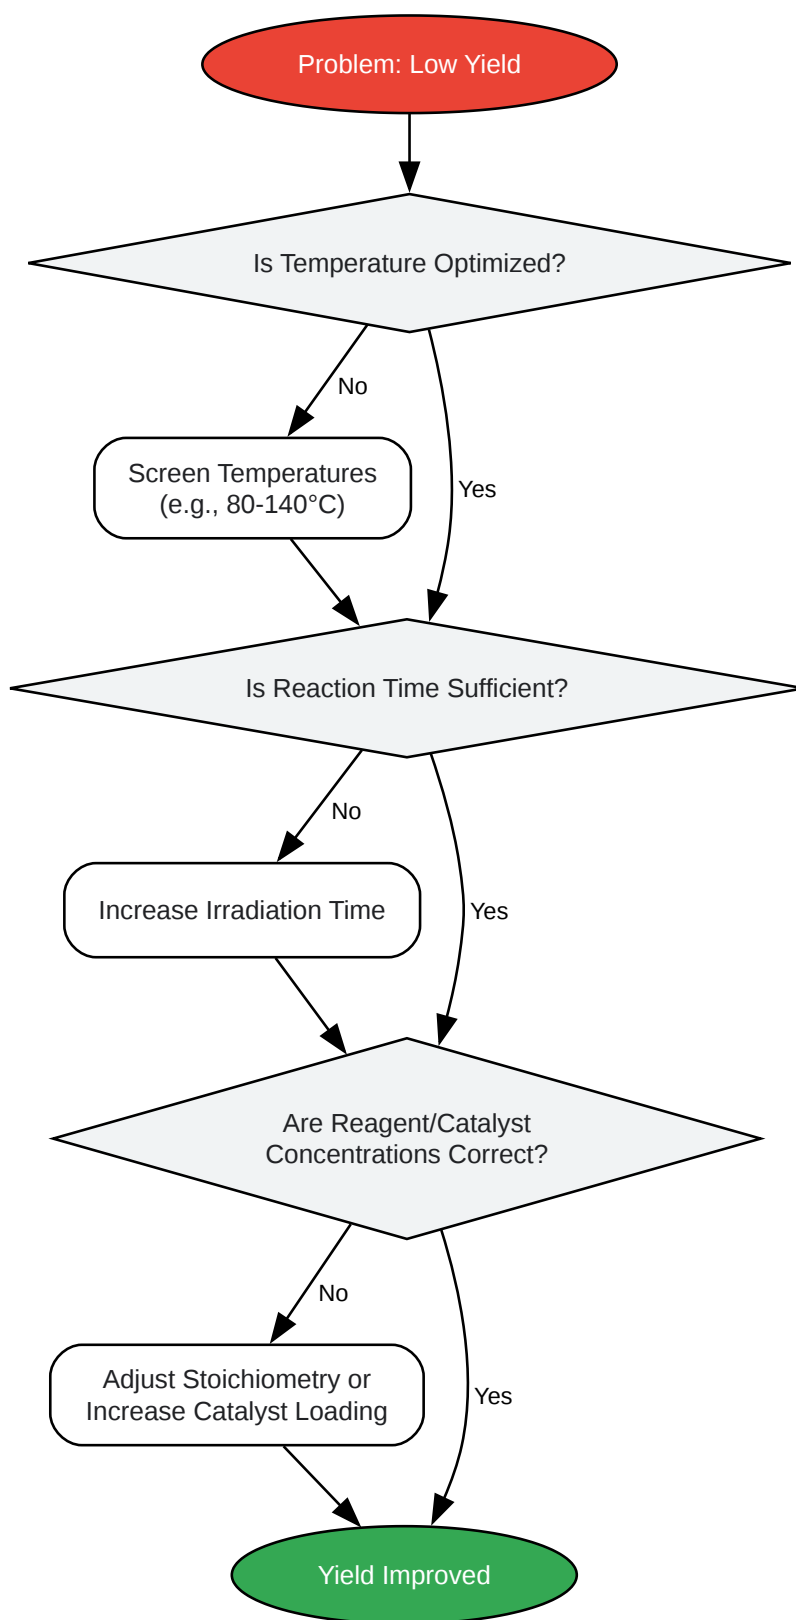 Problem: Low Yield
Is Temperature Optimized?
No
Screen Temperatures
(e.g., 80-140°C)
Yes
Is Reaction Time Sufficient?
No
Increase Irradiation Time
Yes
Are Reagent/Catalyst
Concentrations Correct?
No
Adjust Stoichiometry or
Increase Catalyst Loading
Yes
Yield Improved